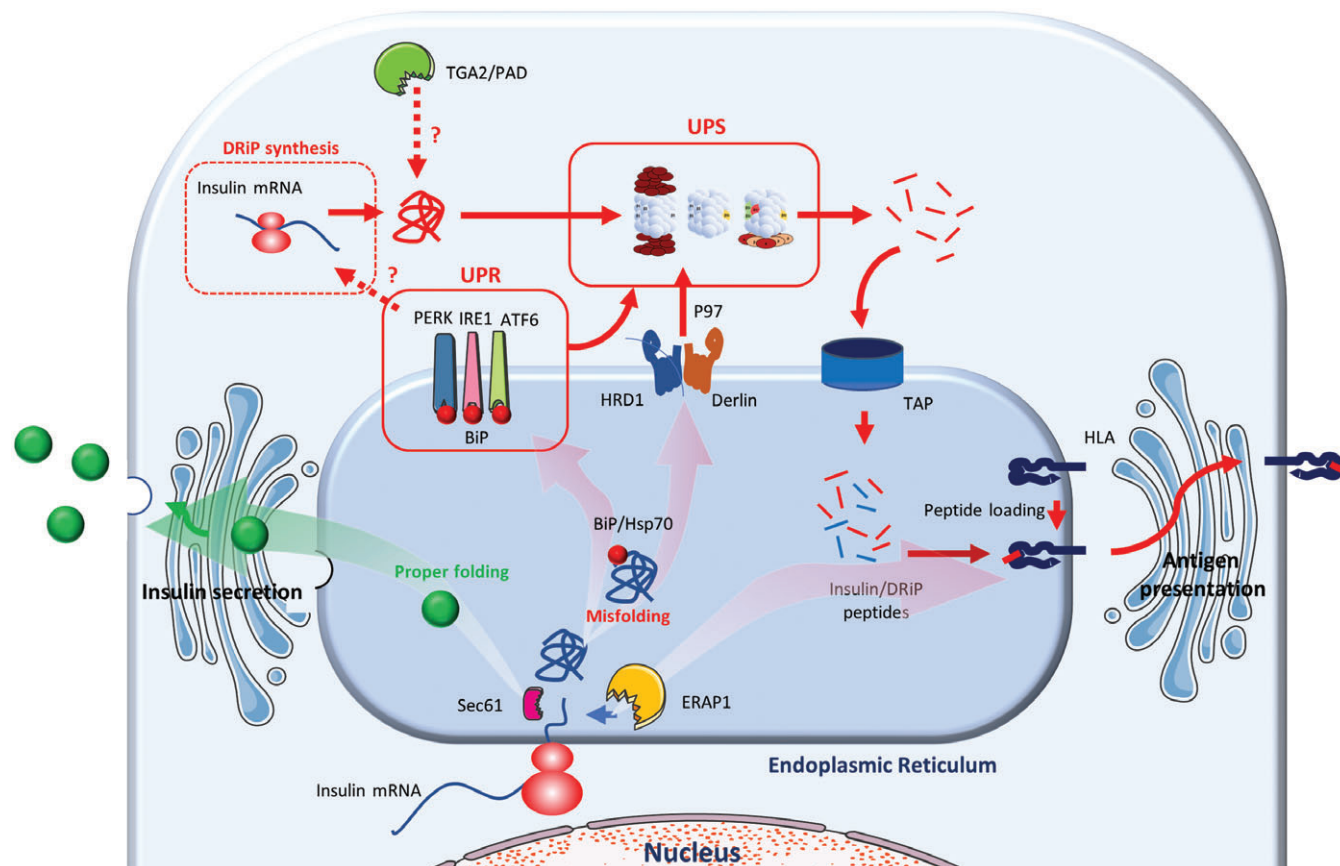 TGA2/PAD
?
UPS
DRiP synthesis
Insulin mRNA
?
UPR
PERK IRE1 ATF6
BiP
P97
HRD1
Derlin
TAP
HLA
Peptide loading
BiP/Hsp70
Proper folding
Misfolding
Insulin secretion
Insulin/DRiP
peptides
Antigen
presentation
Sec61
ERAP1
Endoplasmic Reticulum
Insulin mRNA
Nucleus